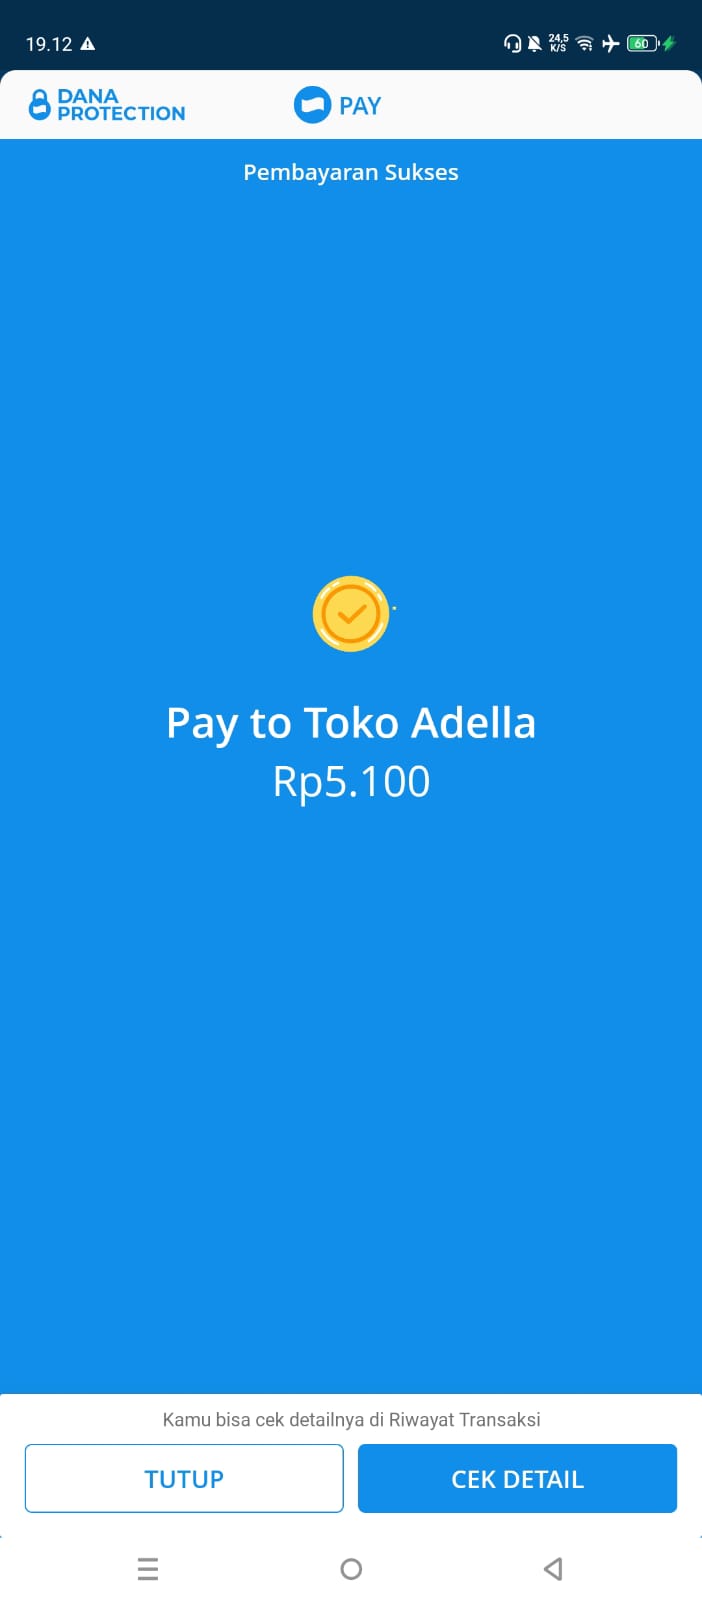 19.12
24,5
K/S
60
DANA
PROTECTION
PAY
Pembayaran Sukses
Pay to Toko Adella
Rp5.100
Kamu bisa cek detailnya di Riwayat Transaksi
TUTUP
CEK DETAIL